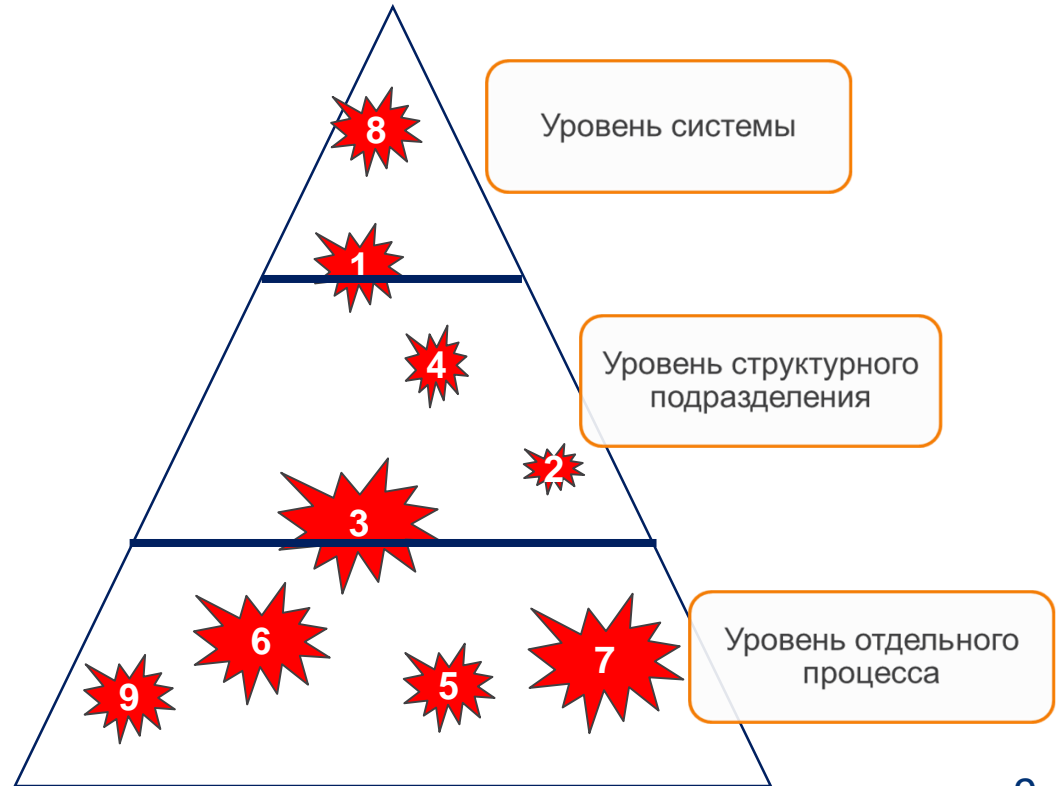 8
Уровень системы
1
4
Уровень структурного
подразделения
2
3
6
Уровень отдельного
процесса
7
5
9